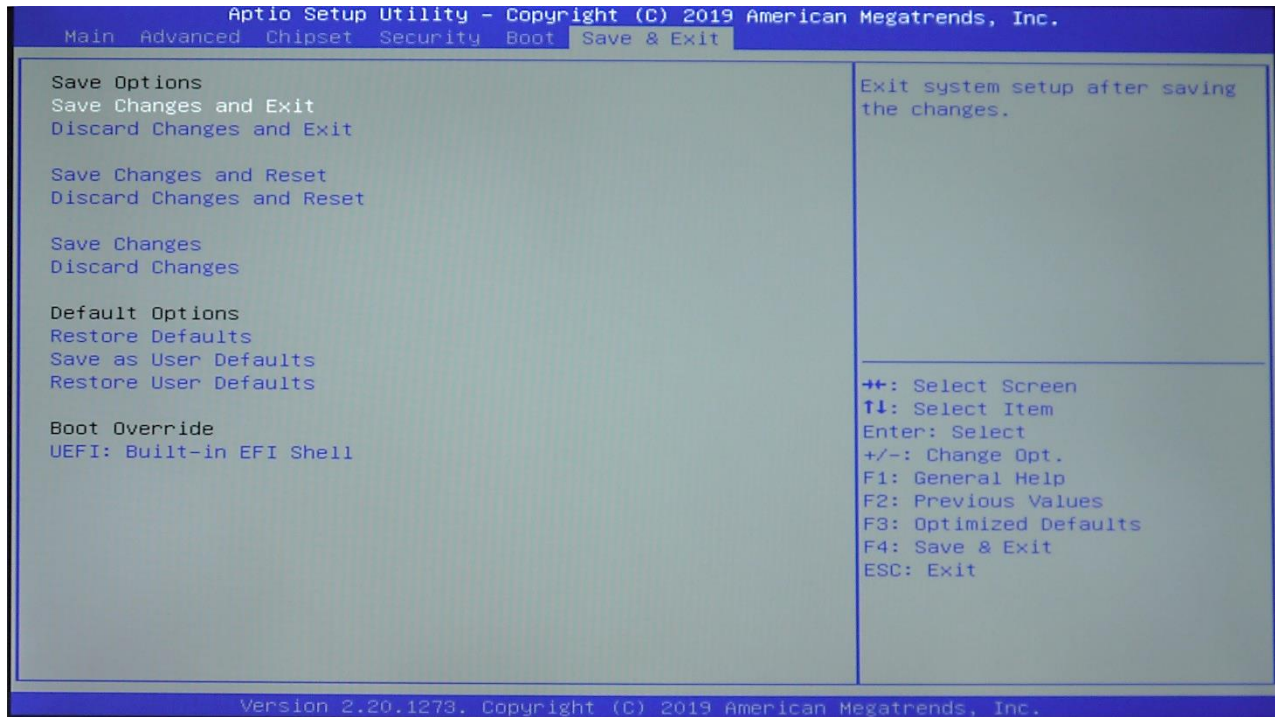 Aptio Setup Utility – Copyright (C) 2019 American Megatrends, Inc.
Main Advanced Chipset Security Boot Save & Exit
Save Options
Save Changes and Exit
Discard Changes and Exit
Save Changes and Reset
Discard Changes and Reset
Save Changes
Discard Changes
Default Options
Restore Defaults
Save as User Defaults
Restore User Defaults
Boot Override
UEFI: Built-in EFI Shell
Exit system setup after saving
the changes.
→←: Select Screen
↑↓: Select Item
Enter: Select
+/-: Change Opt.
F1: General Help
F2: Previous Values
F3: Optimized Defaults
F4: Save & Exit
ESC: Exit
Version 2.20.1273. Copyright (C) 2019 American Megatrends, Inc.